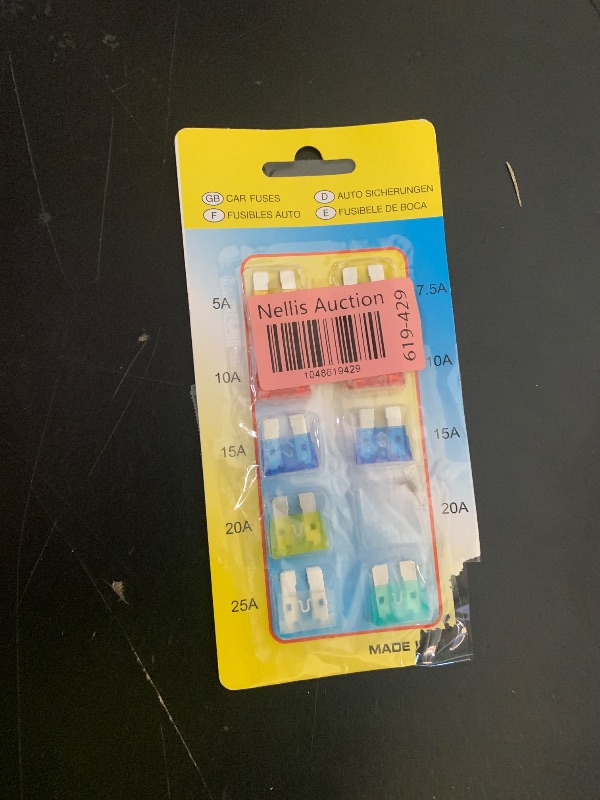 GB CAR FUSES
D AUTO SICHERUNGEN
F FUSIBLES AUTO
E FUSIBELE DE BOCA
5A
7.5A
Nellis Auction
1048619429
619-429
10A
10A
15A
15A
20A
20A
25A
MADE